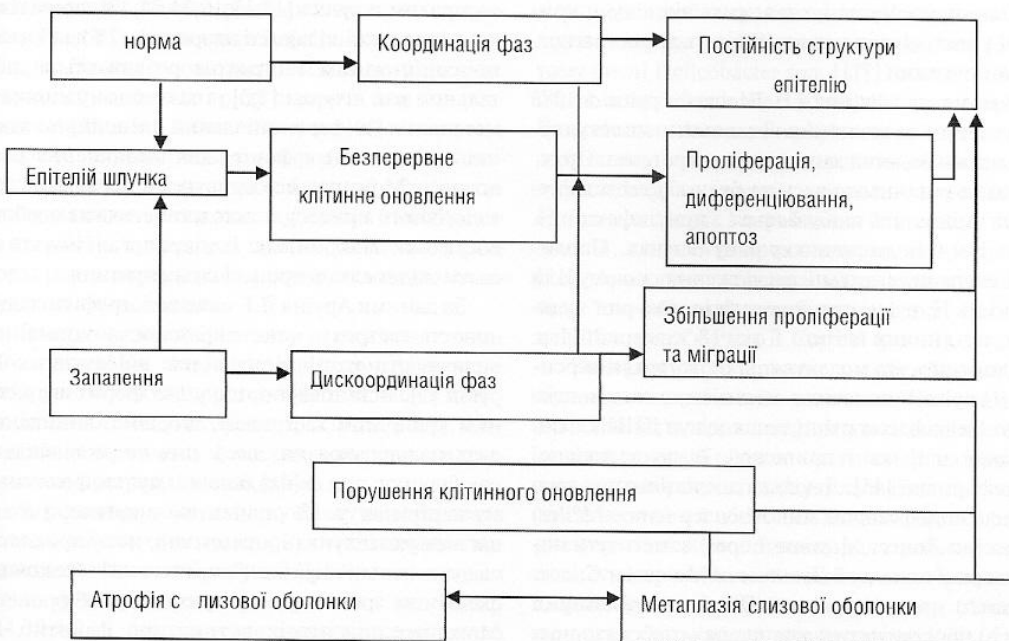 норма
Координація фаз
Постійність структури
епітелію
Епітелій шлунка
Безперервне
клітинне оновлення
Проліферація,
диференціювання,
апоптоз
Запалення
Дискоординація фаз
Збільшення проліферації
та міграції
Порушення клітинного оновлення
Атрофія с лизової оболонки
Метаплазія слизової оболонки